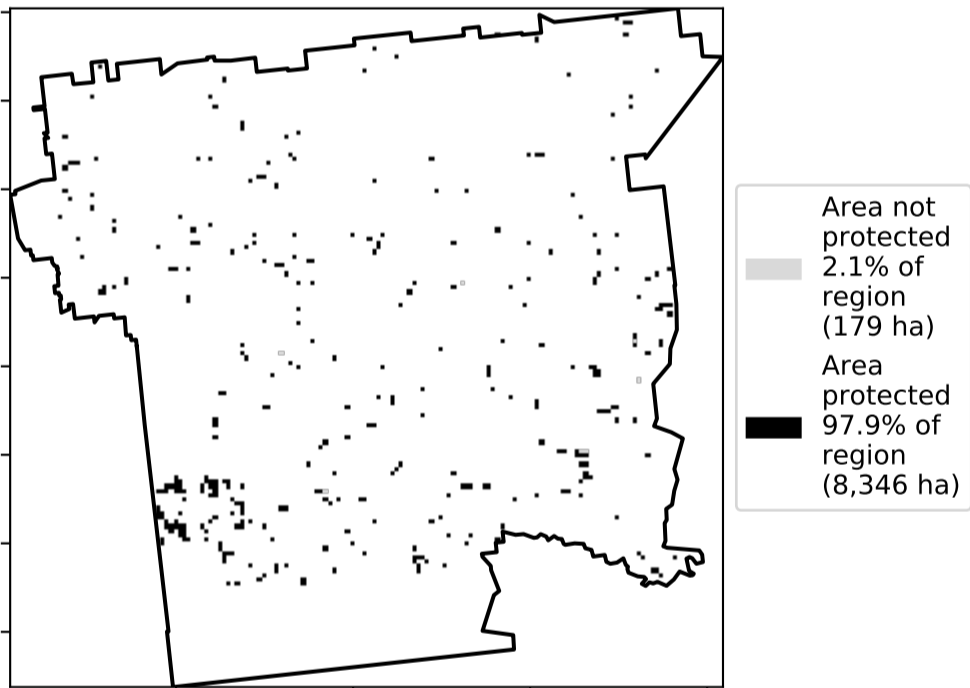 Area not
protected
2.1% of
region
(179 ha)
Area
protected
97.9% of
region
(8,346 ha)